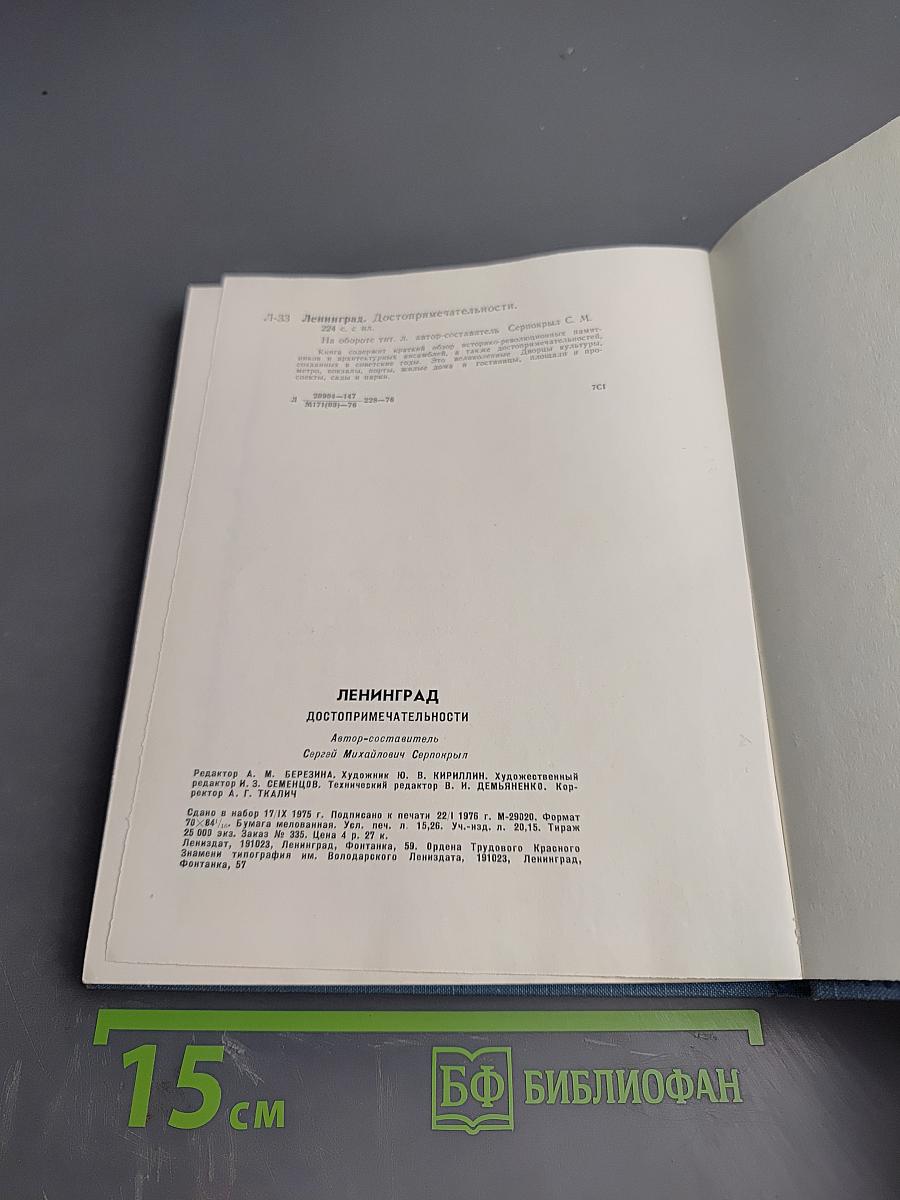 Л-33 Ленинград. Достопримечательности.
224 с. с ил.
На обороте тит. л. автор-составитель Серпокрыл С. М.
Книга содержит краткий обзор историко-революционных памят-
ников и архитектурных ансамблей, а также достопримечательностей,
созданных в советские годы. Это великолепные Дворцы культуры,
метро, вокзалы, порты, жилые дома и гостиницы, площади и про-
спекты, сады и парки.
7С1
Л 20904—147 228—76
М171(03)—76
ЛЕНИНГРАД
ДОСТОПРИМЕЧАТЕЛЬНОСТИ
Автор-составитель
Сергей Михайлович Серпокрыл
Редактор А. М. БЕРЕЗИНА. Художник Ю. В. КИРИЛЛИН. Художественный
редактор И. З. СЕМЕНЦОВ. Технический редактор В. И. ДЕМЬЯНЕНКО. Кор-
ректор А. Г. ТКАЛИЧ
Сдано в набор 17/IX 1975 г. Подписано к печати 22/I 1976 г. М-29020. Формат
70×84¹/₁₆. Бумага мелованная. Усл. печ. л. 15,26. Уч.-изд. л. 20,15. Тираж
25 000 экз. Заказ № 335. Цена 4 р. 27 к.
Лениздат, 191023, Ленинград, Фонтанка, 59. Ордена Трудового Красного
Знамени типография им. Володарского Лениздата, 191023, Ленинград,
Фонтанка, 57
15 см
БФ БИБЛИОФАН